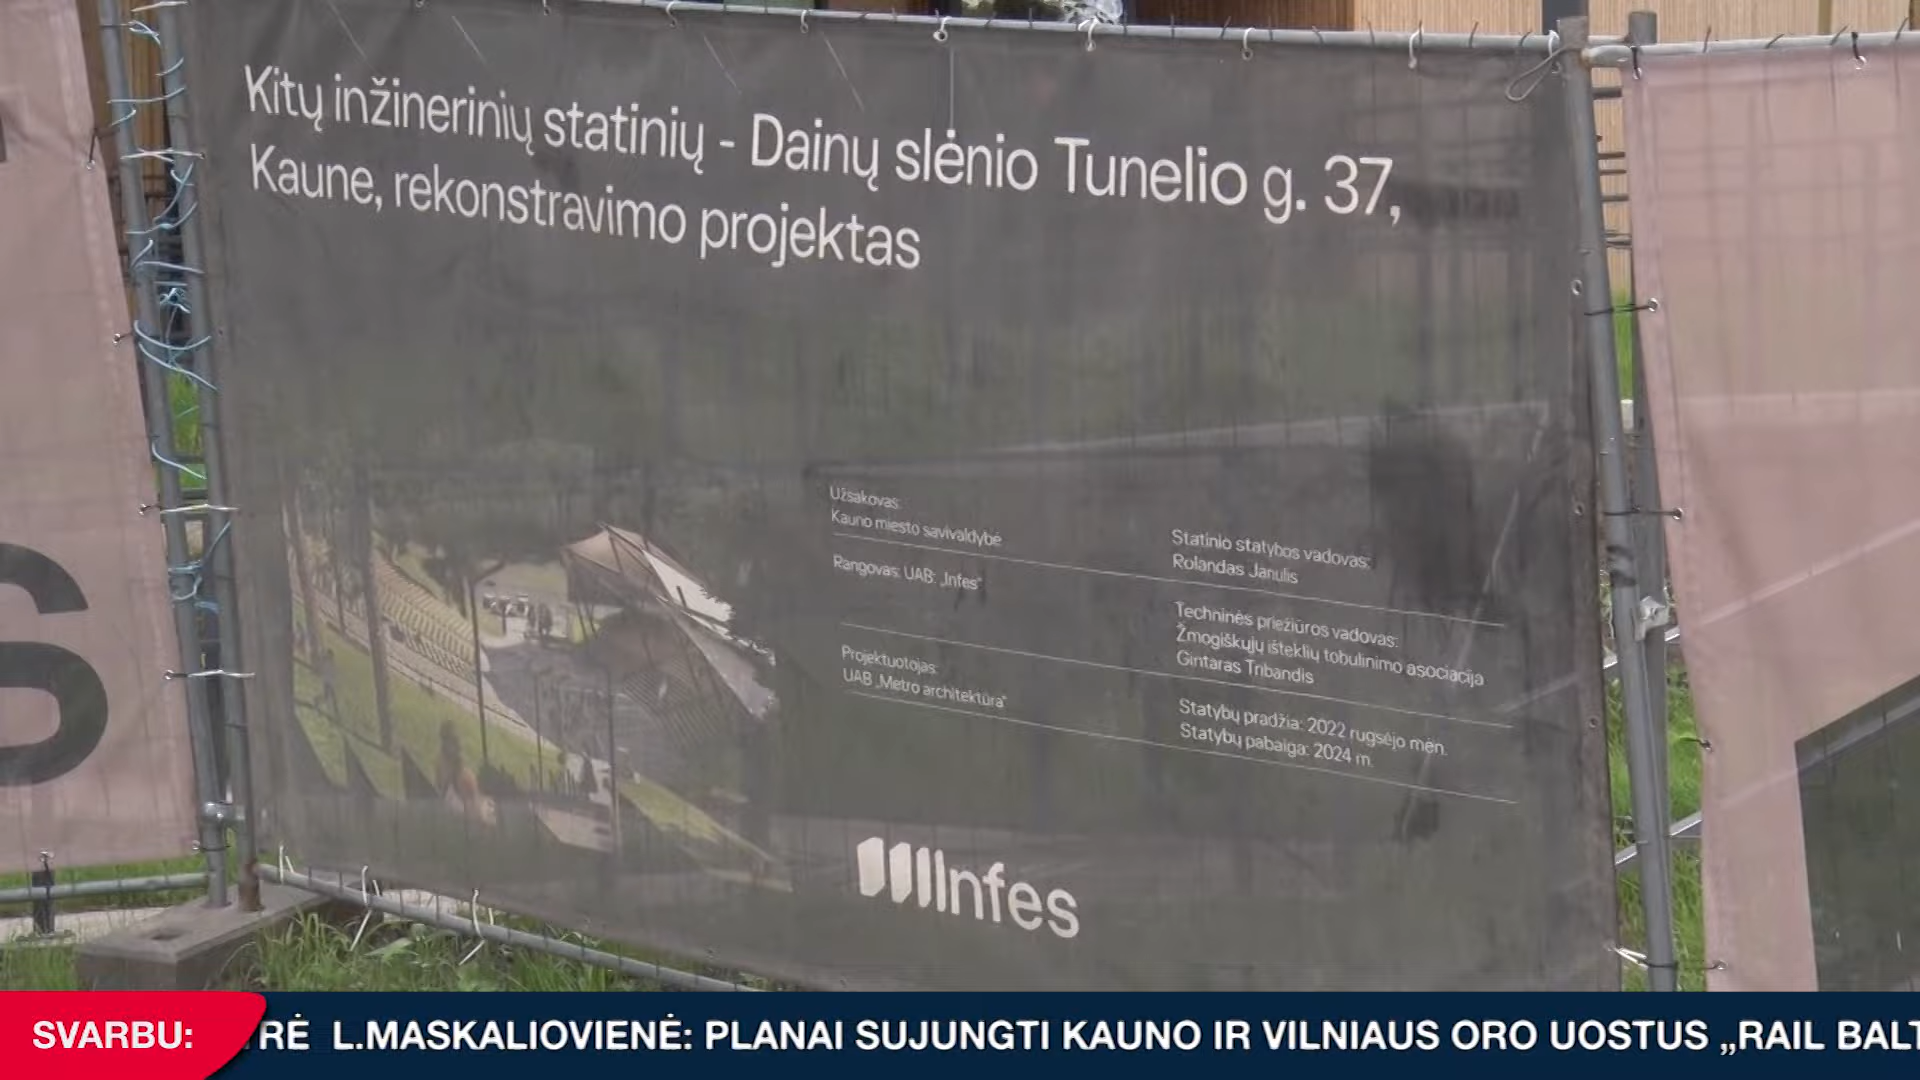 Kitų inžinerinių statinių - Dainų slėnio Tunelio g. 37,
Kaune, rekonstravimo projektas
Užsakovas:
Kauno miesto savivaldybė
Rangovas: UAB: „Infes“
Projektuotojas:
UAB „Metro architektūra“
Statinio statybos vadovas:
Rolandas Janulis
Techninės priežiūros vadovas:
Žmogiškųjų išteklių tobulinimo asociacija
Gintaras Tribandis
Statybų pradžia: 2022 rugsėjo mėn.
Statybų pabaiga: 2024 m.
Infes
S
SVARBU: RĖ L.MASKALIOVIENĖ: PLANAI SUJUNGTI KAUNO IR VILNIAUS ORO UOSTUS „RAIL BALT